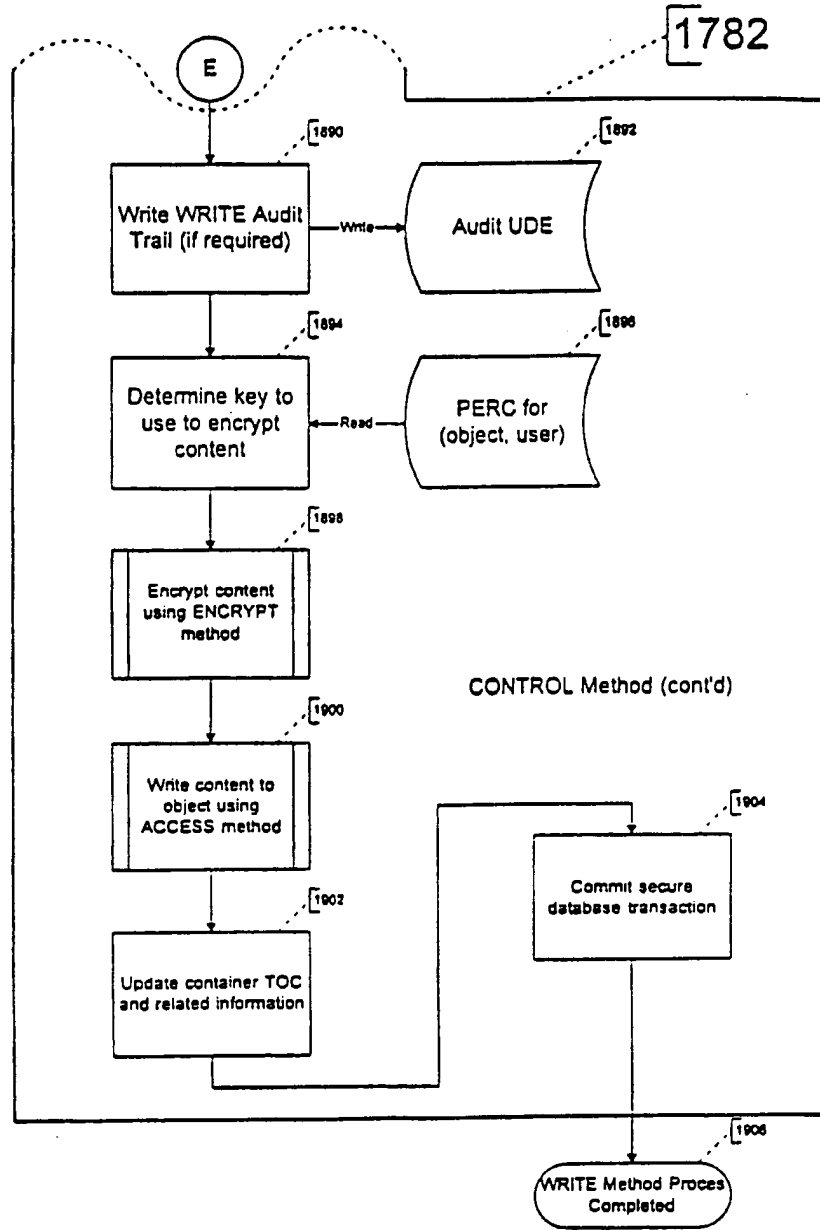 1782
E
1890
Write WRITE Audit
Trail (if required)
Write
1892
Audit UDE
1894
Determine key to
use to encrypt
content
Read
1896
PERC for
(object, user)
1898
Encrypt content
using ENCRYPT
method
CONTROL Method (cont'd)
1900
Write content to
object using
ACCESS method
1904
Commit secure
database transaction
1902
Update container TOC
and related information
1906
WRITE Method Proces
Completed